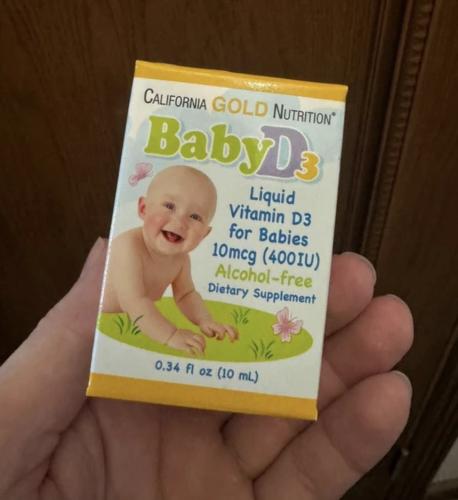 CALIFORNIA GOLD NUTRITION®
BabyD3
Liquid
Vitamin D3
for Babies
10mcg (400IU)
Alcohol-free
Dietary Supplement
0.34 fl oz (10 mL)